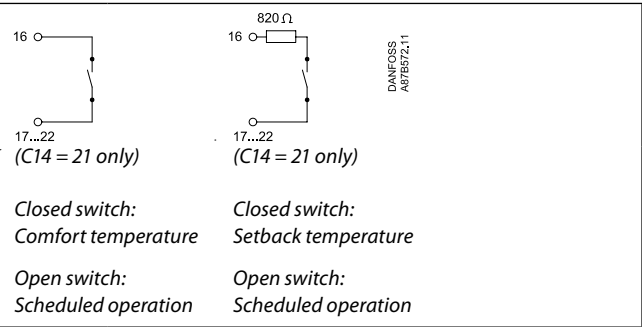 820 Ω
16
16
DANFOSS
A87B572.11
17...22
17...22
(C14 = 21 only)
(C14 = 21 only)
Closed switch:
Comfort temperature
Closed switch:
Setback temperature
Open switch:
Scheduled operation
Open switch:
Scheduled operation